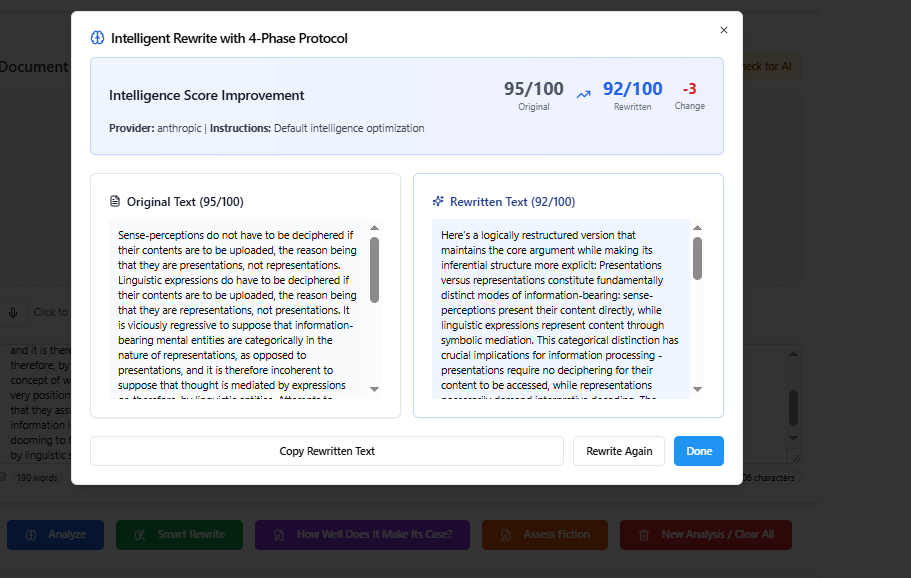 Intelligent Rewrite with 4-Phase Protocol
Document
heck for AI
Intelligence Score Improvement
95/100
Original
92/100
Rewritten
-3
Change
Provider: anthropic | Instructions: Default intelligence optimization
Original Text (95/100)
Sense-perceptions do not have to be deciphered if
their contents are to be uploaded, the reason being
that they are presentations, not representations.
Linguistic expressions do have to be deciphered if
their contents are to be uploaded, the reason being
that they are representations, not presentations. It
is viciously regressive to suppose that information-
bearing mental entities are categorically in the
nature of representations, as opposed to
presentations, and it is therefore incoherent to
suppose that thought is mediated by expressions
or, therefore, by linguistic entities. Attempts to
Rewritten Text (92/100)
Here's a logically restructured version that
maintains the core argument while making its
inferential structure more explicit: Presentations
versus representations constitute fundamentally
distinct modes of information-bearing: sense-
perceptions present their content directly, while
linguistic expressions represent content through
symbolic mediation. This categorical distinction has
crucial implications for information processing -
presentations require no deciphering for their
content to be accessed, while representations
necessarily demand interpretive decoding. The
Click to
and it is there
therefore, by
concept of w
very position
that they ass
information i
dooming to
by linguistic s
190 words
06 characters
Copy Rewritten Text
Rewrite Again
Done
Analyze
Smart Rewrite
How Well Does It Make Its Case?
Assess Fiction
New Analysis / Clear All